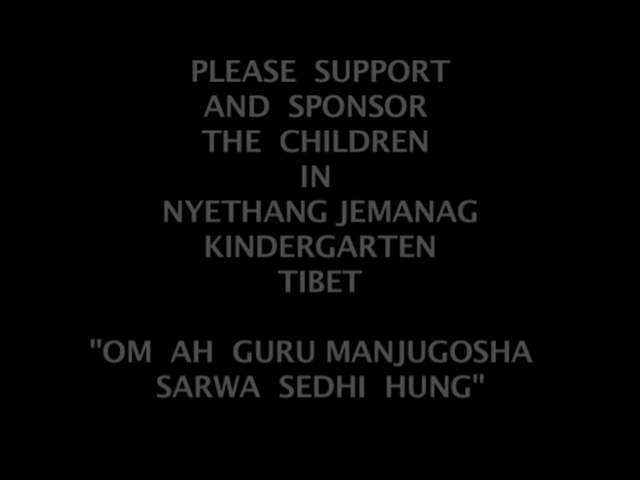 PLEASE SUPPORT
AND SPONSOR
THE CHILDREN
IN
NYETHANG JEMANAG
KINDERGARTEN
TIBET
"OM AH GURU MANJUGOSHA
SARWA SEDHI HUNG"